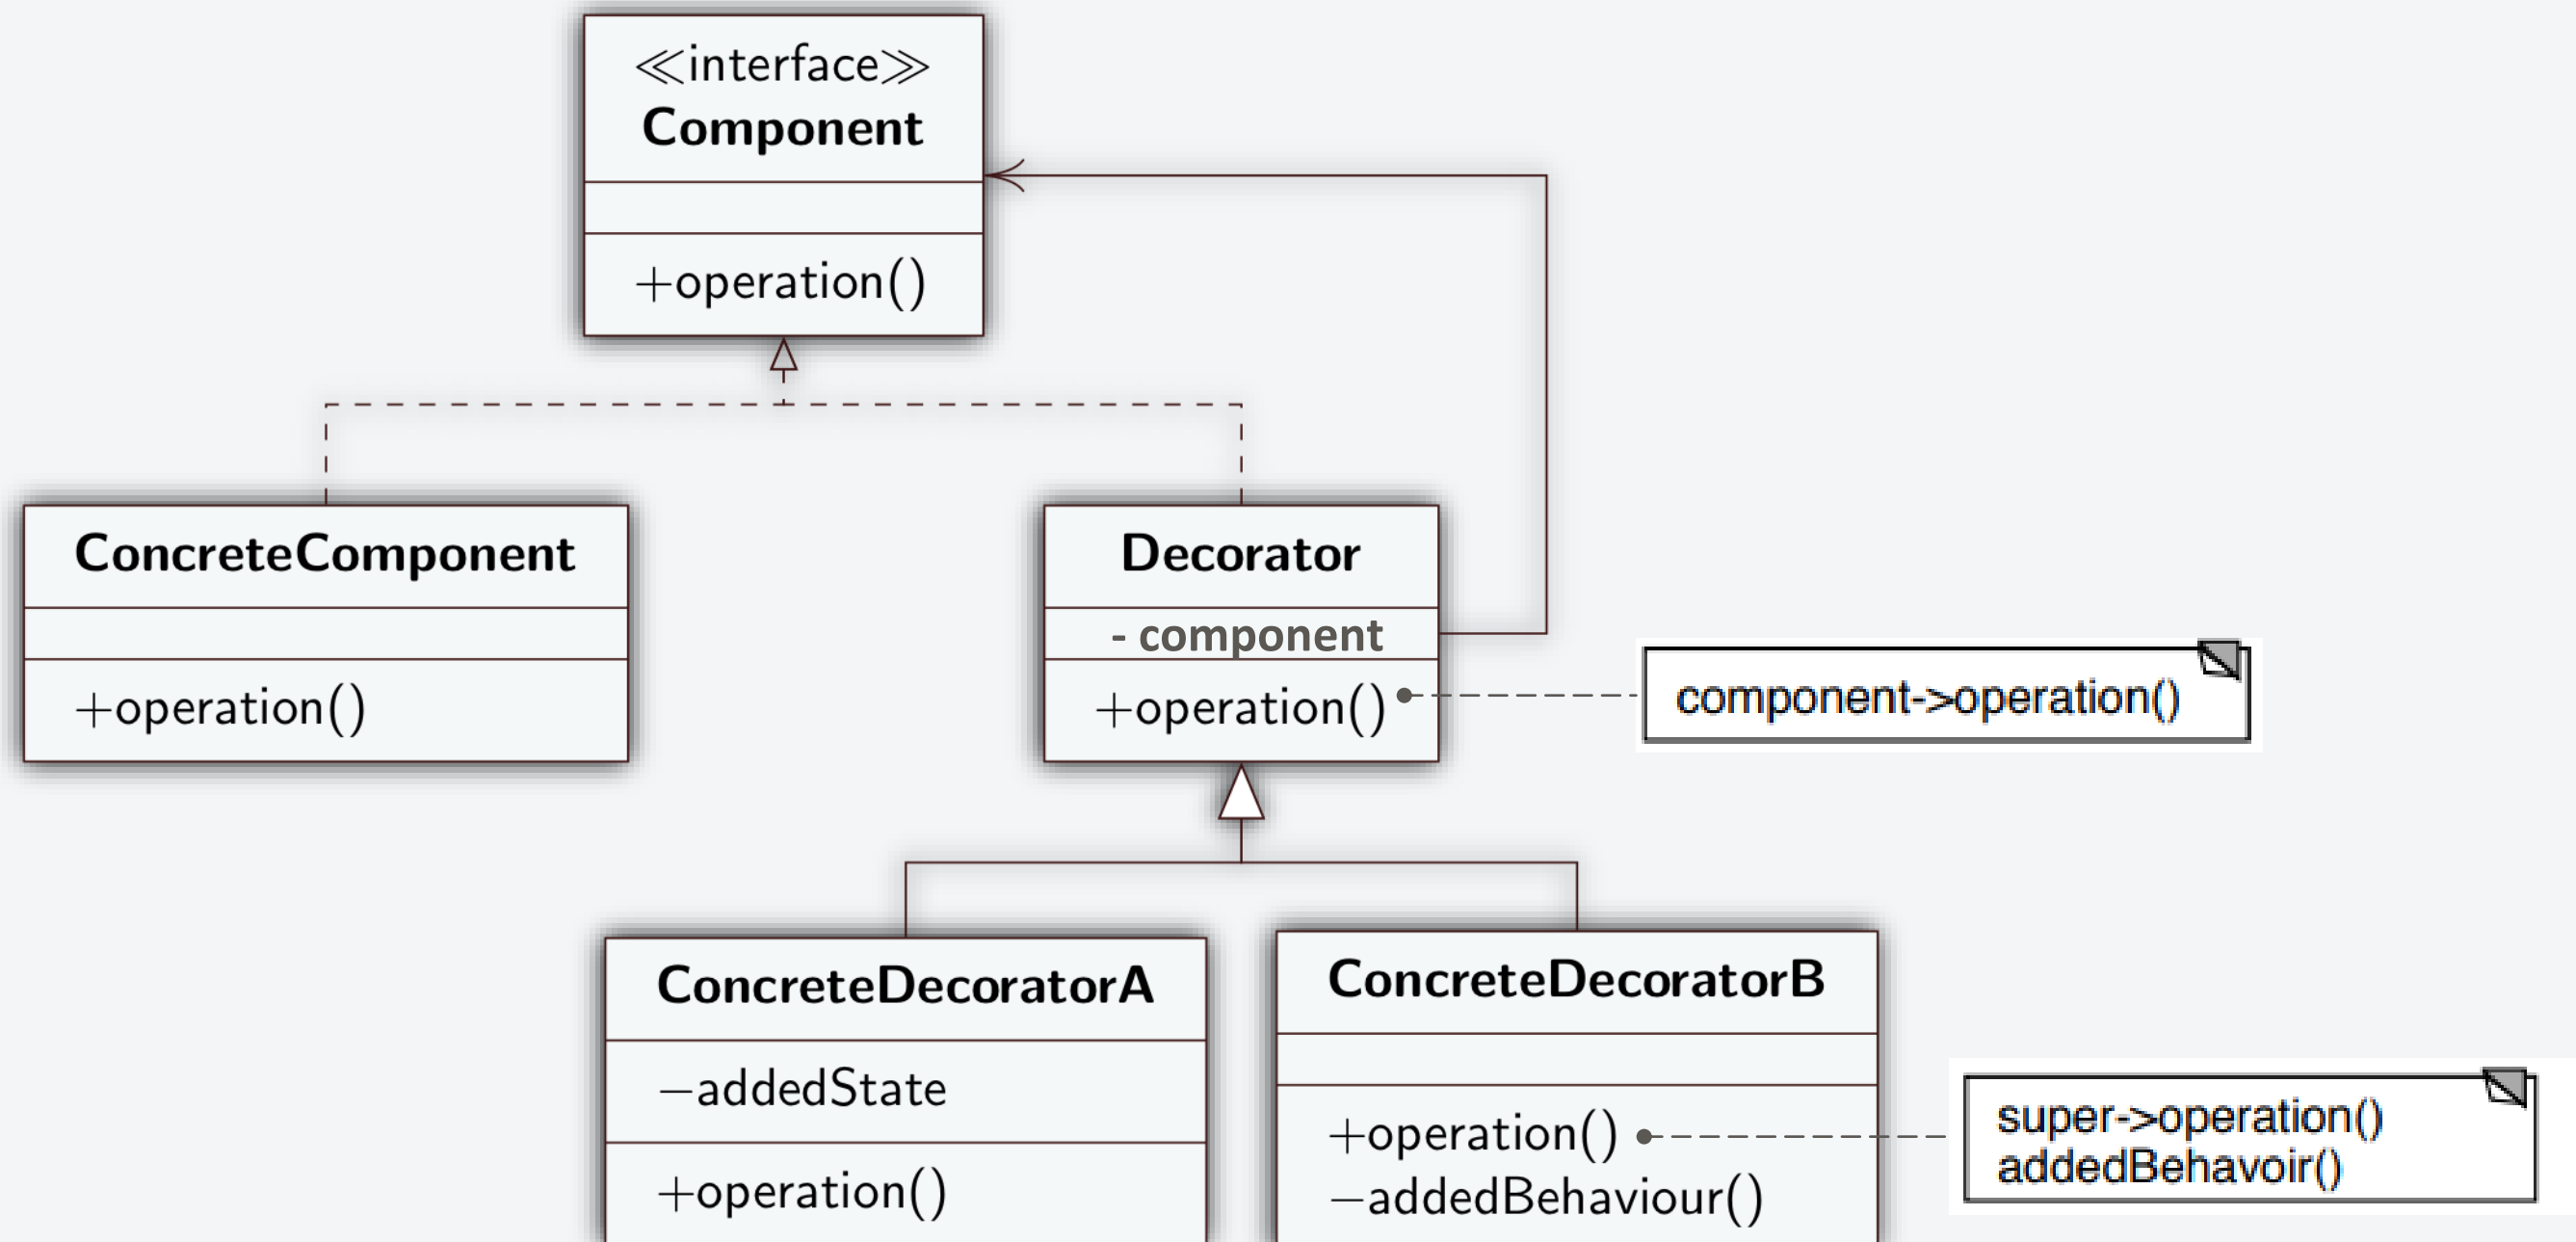 ≪interface≫
Component
+operation()
ConcreteComponent
+operation()
Decorator
- component
+operation()
component->operation()
ConcreteDecoratorA
−addedState
+operation()
ConcreteDecoratorB
+operation()
−addedBehaviour()
super->operation()
addedBehavoir()